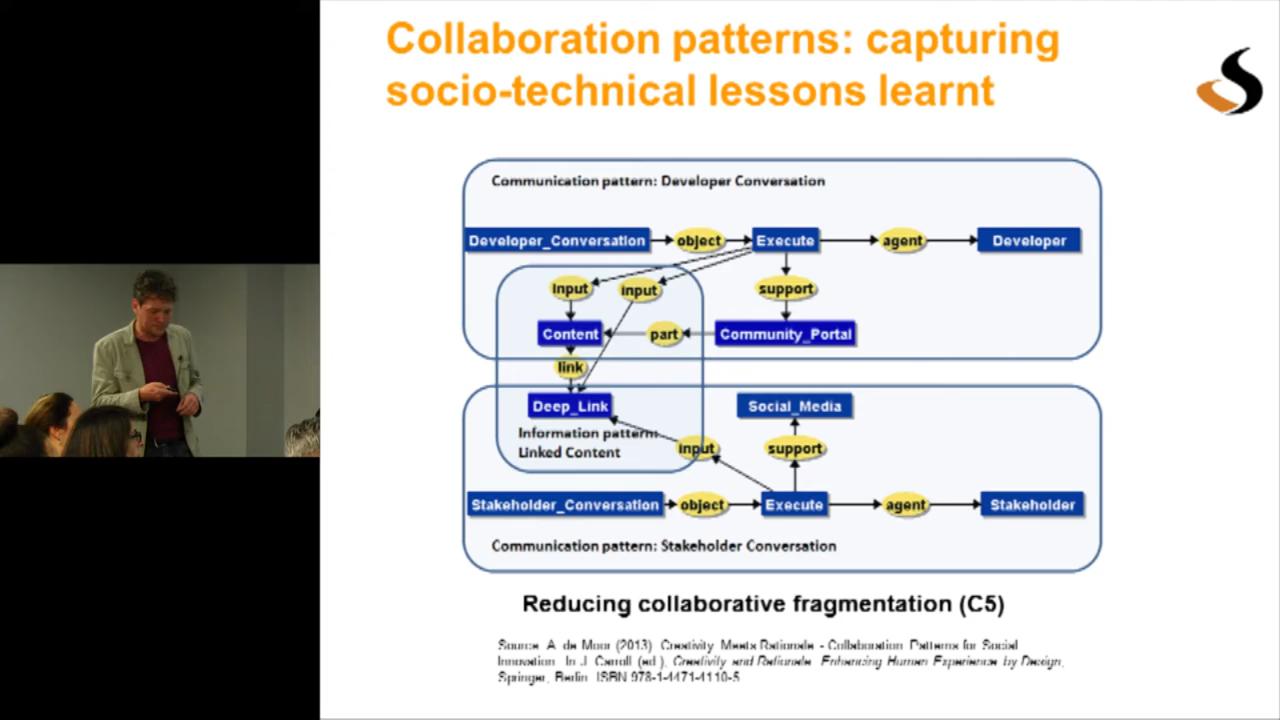 Collaboration patterns: capturing
socio-technical lessons learnt
Communication pattern: Developer Conversation
Developer_Conversation object Execute agent Developer
input input support
Content part Community_Portal
link
Deep_Link Social_Media
Information pattern:
Linked Content
input support
Stakeholder_Conversation object Execute agent Stakeholder
Communication pattern: Stakeholder Conversation
Reducing collaborative fragmentation (C5)
Source: A. de Moor (2013). Creativity Meets Rationale - Collaboration Patterns for Social
Innovation. In J. Carroll (ed.), Creativity and Rationale: Enhancing Human Experience by Design,
Springer, Berlin. ISBN 978-1-4471-4110-5